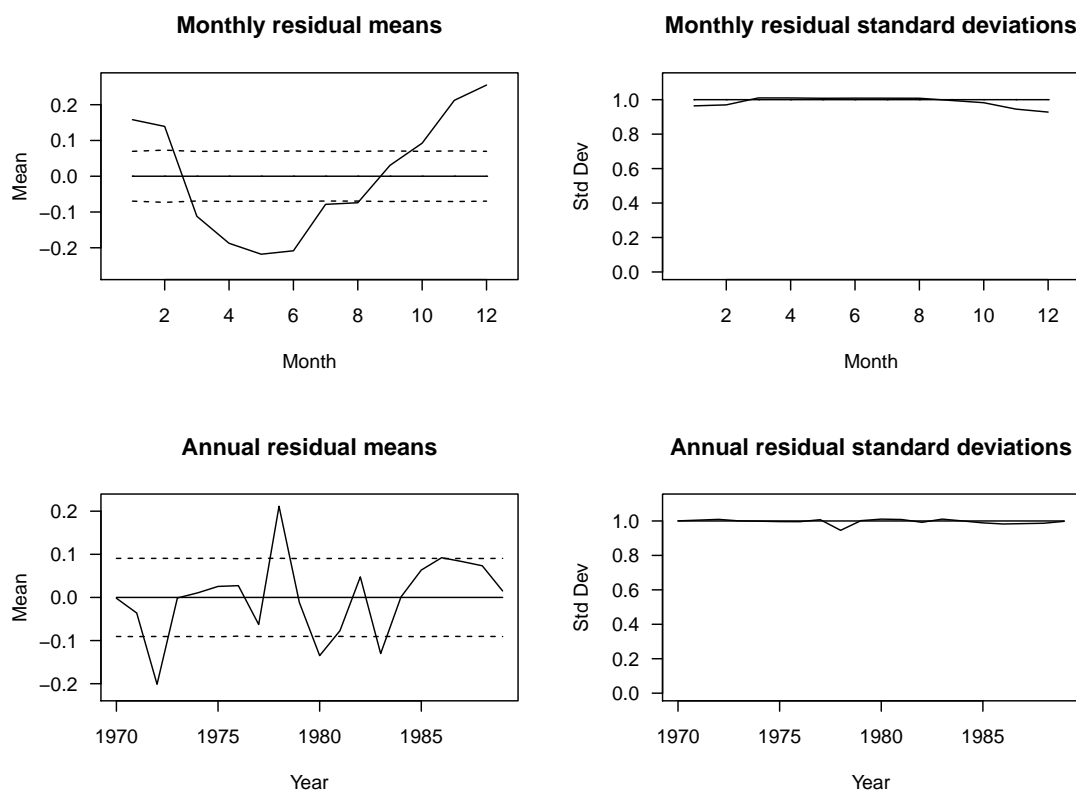 Monthly residual means
Mean
0.2
0.1
0.0
−0.1
−0.2
2 4 6 8 10 12
Month
Monthly residual standard deviations
Std Dev
1.0
0.8
0.6
0.4
0.2
0.0
2 4 6 8 10 12
Month
Annual residual means
Mean
0.2
0.1
0.0
−0.1
−0.2
1970 1975 1980 1985
Year
Annual residual standard deviations
Std Dev
1.0
0.8
0.6
0.4
0.2
0.0
1970 1975 1980 1985
Year